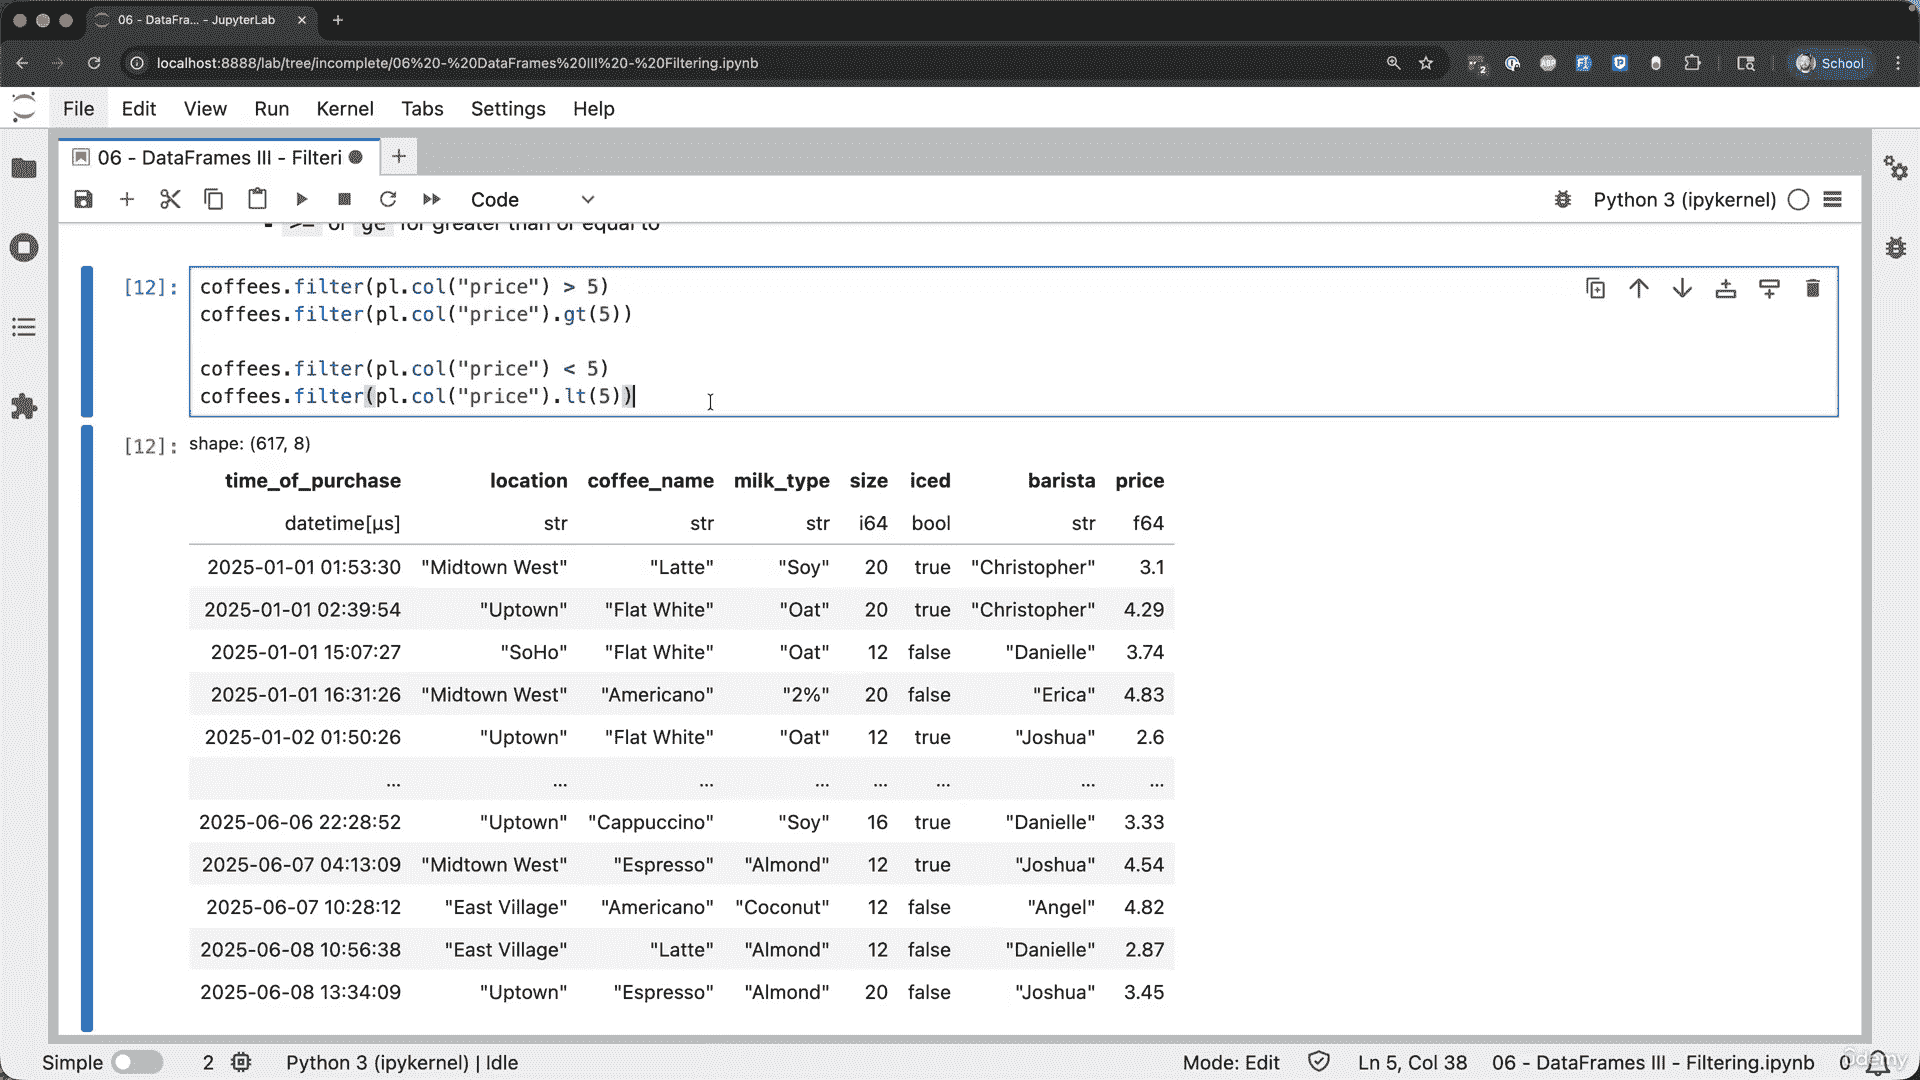 06 - DataFra... - JupyterLab
localhost:8888/lab/tree/incomplete/06%20-%20DataFrames%20III%20-%20Filtering.ipynb
2
ABP
School
File Edit View Run Kernel Tabs Settings Help
06 - DataFrames III - Filteri
Code
Python 3 (ipykernel)
>= or ge for greater than or equal to
[12]:
coffees.filter(pl.col("price") > 5)
coffees.filter(pl.col("price").gt(5))
coffees.filter(pl.col("price") < 5)
coffees.filter(pl.col("price").lt(5))
[12]: shape: (617, 8)
time_of_purchase location coffee_name milk_type size iced barista price
datetime[μs] str str str i64 bool str f64
2025-01-01 01:53:30 "Midtown West" "Latte" "Soy" 20 true "Christopher" 3.1
2025-01-01 02:39:54 "Uptown" "Flat White" "Oat" 20 true "Christopher" 4.29
2025-01-01 15:07:27 "SoHo" "Flat White" "Oat" 12 false "Danielle" 3.74
2025-01-01 16:31:26 "Midtown West" "Americano" "2%" 20 false "Erica" 4.83
2025-01-02 01:50:26 "Uptown" "Flat White" "Oat" 12 true "Joshua" 2.6
... ... ... ... ... ... ... ...
2025-06-06 22:28:52 "Uptown" "Cappuccino" "Soy" 16 true "Danielle" 3.33
2025-06-07 04:13:09 "Midtown West" "Espresso" "Almond" 12 true "Joshua" 4.54
2025-06-07 10:28:12 "East Village" "Americano" "Coconut" 12 false "Angel" 4.82
2025-06-08 10:56:38 "East Village" "Latte" "Almond" 12 false "Danielle" 2.87
2025-06-08 13:34:09 "Uptown" "Espresso" "Almond" 20 false "Joshua" 3.45
Simple 2 Python 3 (ipykernel) | Idle Mode: Edit Ln 5, Col 38 06 - DataFrames III - Filtering.ipynb 0
udemy